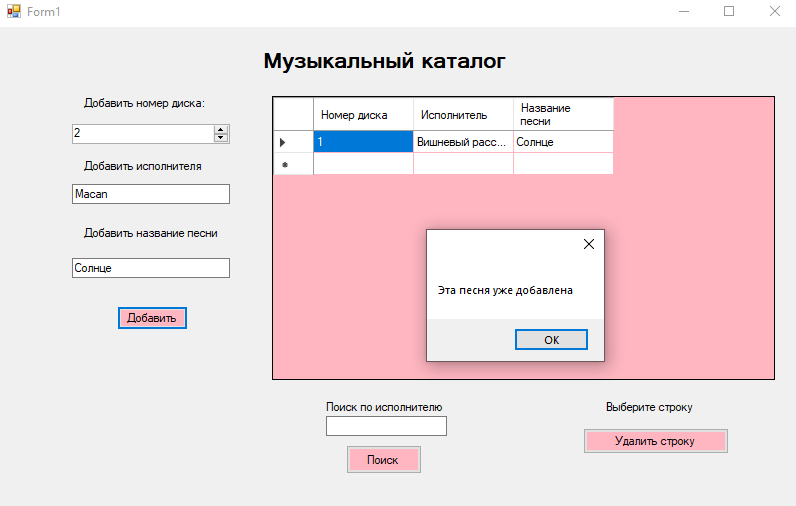 Form1
Музыкальный каталог
Добавить номер диска:
2
Добавить исполнителя
Macan
Добавить название песни
Солнце
Добавить
Номер диска Исполнитель Название
песни
1 Вишневый расс... Солнце
Эта песня уже добавлена
OK
Поиск по исполнителю
Поиск
Выберите строку
Удалить строку